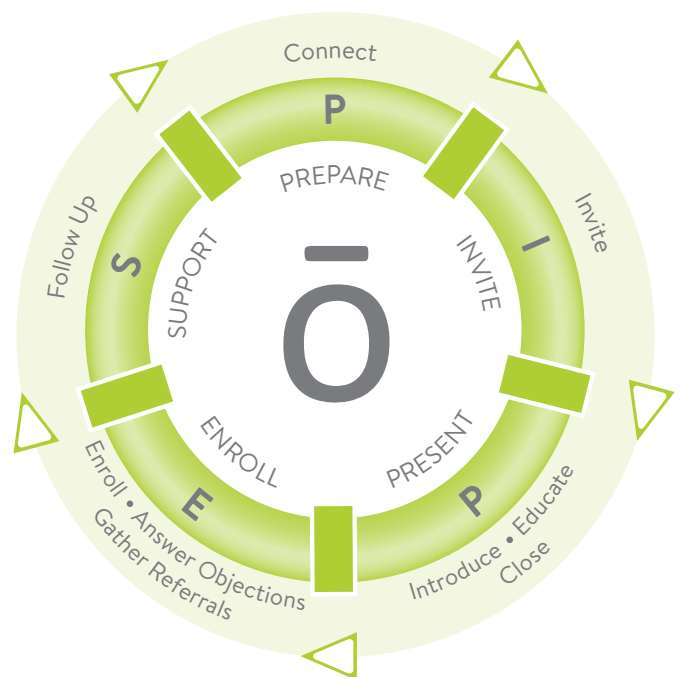 Connect
P
PREPARE
Invite
I
INVITE
PRESENT
P
Introduce • Educate
Close
ENROLL
E
Enroll • Answer Objections
Gather Referrals
Follow Up
S
SUPPORT
ō